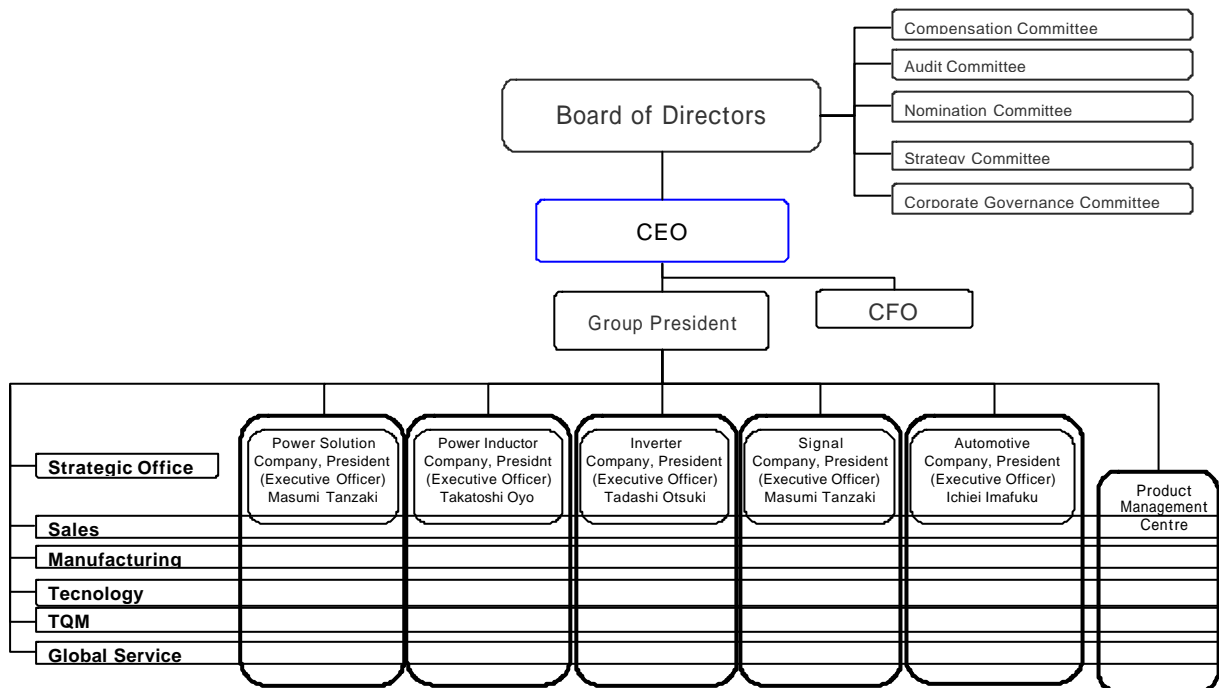 Compensation Committee
Audit Committee
Board of Directors
Nomination Committee
Strategy Committee
Corporate Governance Committee
CEO
CFO
Group President
Power Solution
Company, President
(Executive Officer)
Masumi Tanzaki
Power Inductor
Company, Presidnt
(Executive Officer)
Takatoshi Oyo
Inverter
Company, President
(Executive Officer)
Tadashi Otsuki
Signal
Company, President
(Executive Officer)
Masumi Tanzaki
Automotive
Company, President
(Executive Officer)
Ichiei Imafuku
Product
Management
Centre
Strategic Office
Sales
Manufacturing
Tecnology
TQM
Global Service